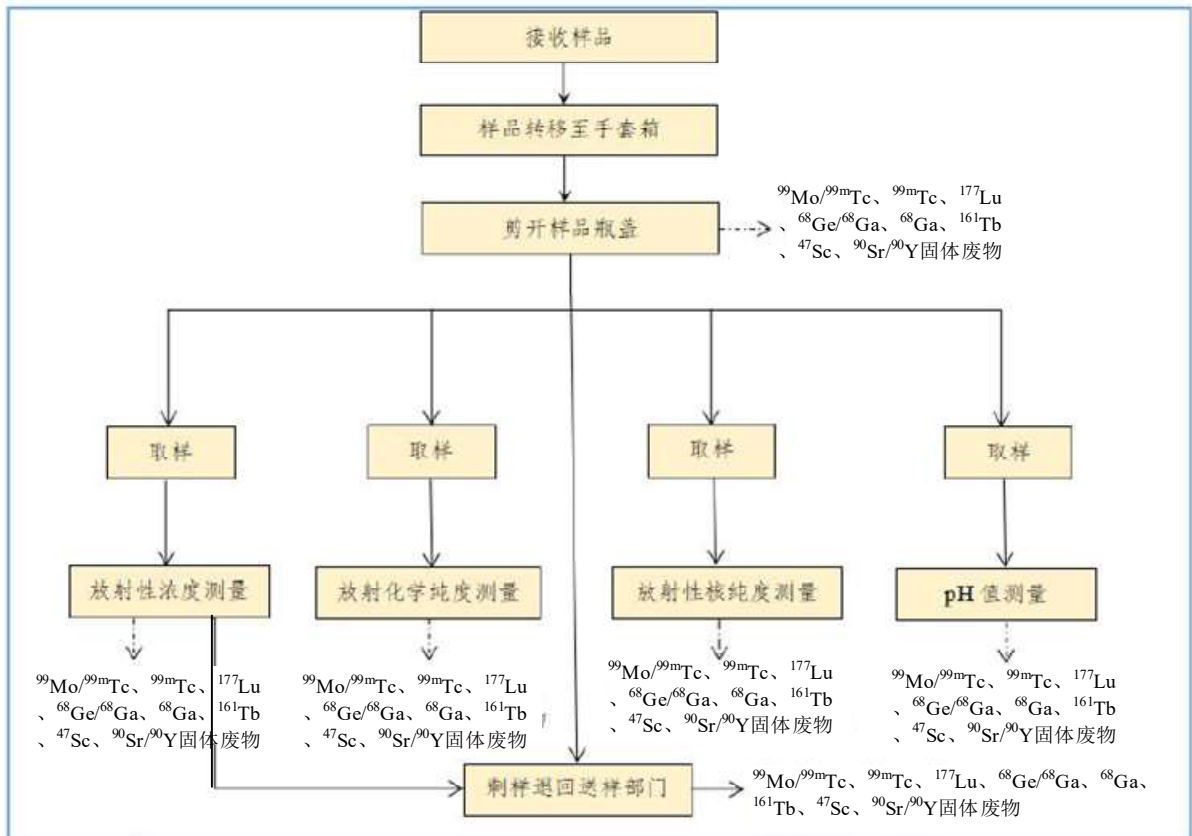 接收样品
样品转移至手套箱
剪开样品瓶盖
⁹⁹Mo/⁹⁹ᵐTc、⁹⁹ᵐTc、¹⁷⁷Lu
、⁶⁸Ge/⁶⁸Ga、⁶⁸Ga、¹⁶¹Tb
、⁴⁷Sc、⁹⁰Sr/⁹⁰Y固体废物
取样
取样
取样
取样
放射性浓度测量
放射化学纯度测量
放射性核纯度测量
pH 值测量
⁹⁹Mo/⁹⁹ᵐTc、⁹⁹ᵐTc、¹⁷⁷Lu
、⁶⁸Ge/⁶⁸Ga、⁶⁸Ga、¹⁶¹Tb
、⁴⁷Sc、⁹⁰Sr/⁹⁰Y固体废物
⁹⁹Mo/⁹⁹ᵐTc、⁹⁹ᵐTc、¹⁷⁷Lu
、⁶⁸Ge/⁶⁸Ga、⁶⁸Ga、¹⁶¹Tb
、⁴⁷Sc、⁹⁰Sr/⁹⁰Y固体废物
⁹⁹Mo/⁹⁹ᵐTc、⁹⁹ᵐTc、¹⁷⁷Lu
、⁶⁸Ge/⁶⁸Ga、⁶⁸Ga、¹⁶¹Tb
、⁴⁷Sc、⁹⁰Sr/⁹⁰Y固体废物
⁹⁹Mo/⁹⁹ᵐTc、⁹⁹ᵐTc、¹⁷⁷Lu
、⁶⁸Ge/⁶⁸Ga、⁶⁸Ga、¹⁶¹Tb
、⁴⁷Sc、⁹⁰Sr/⁹⁰Y固体废物
剩样退回送样部门
⁹⁹Mo/⁹⁹ᵐTc、⁹⁹ᵐTc、¹⁷⁷Lu、⁶⁸Ge/⁶⁸Ga、⁶⁸Ga、
¹⁶¹Tb、⁴⁷Sc、⁹⁰Sr/⁹⁰Y固体废物